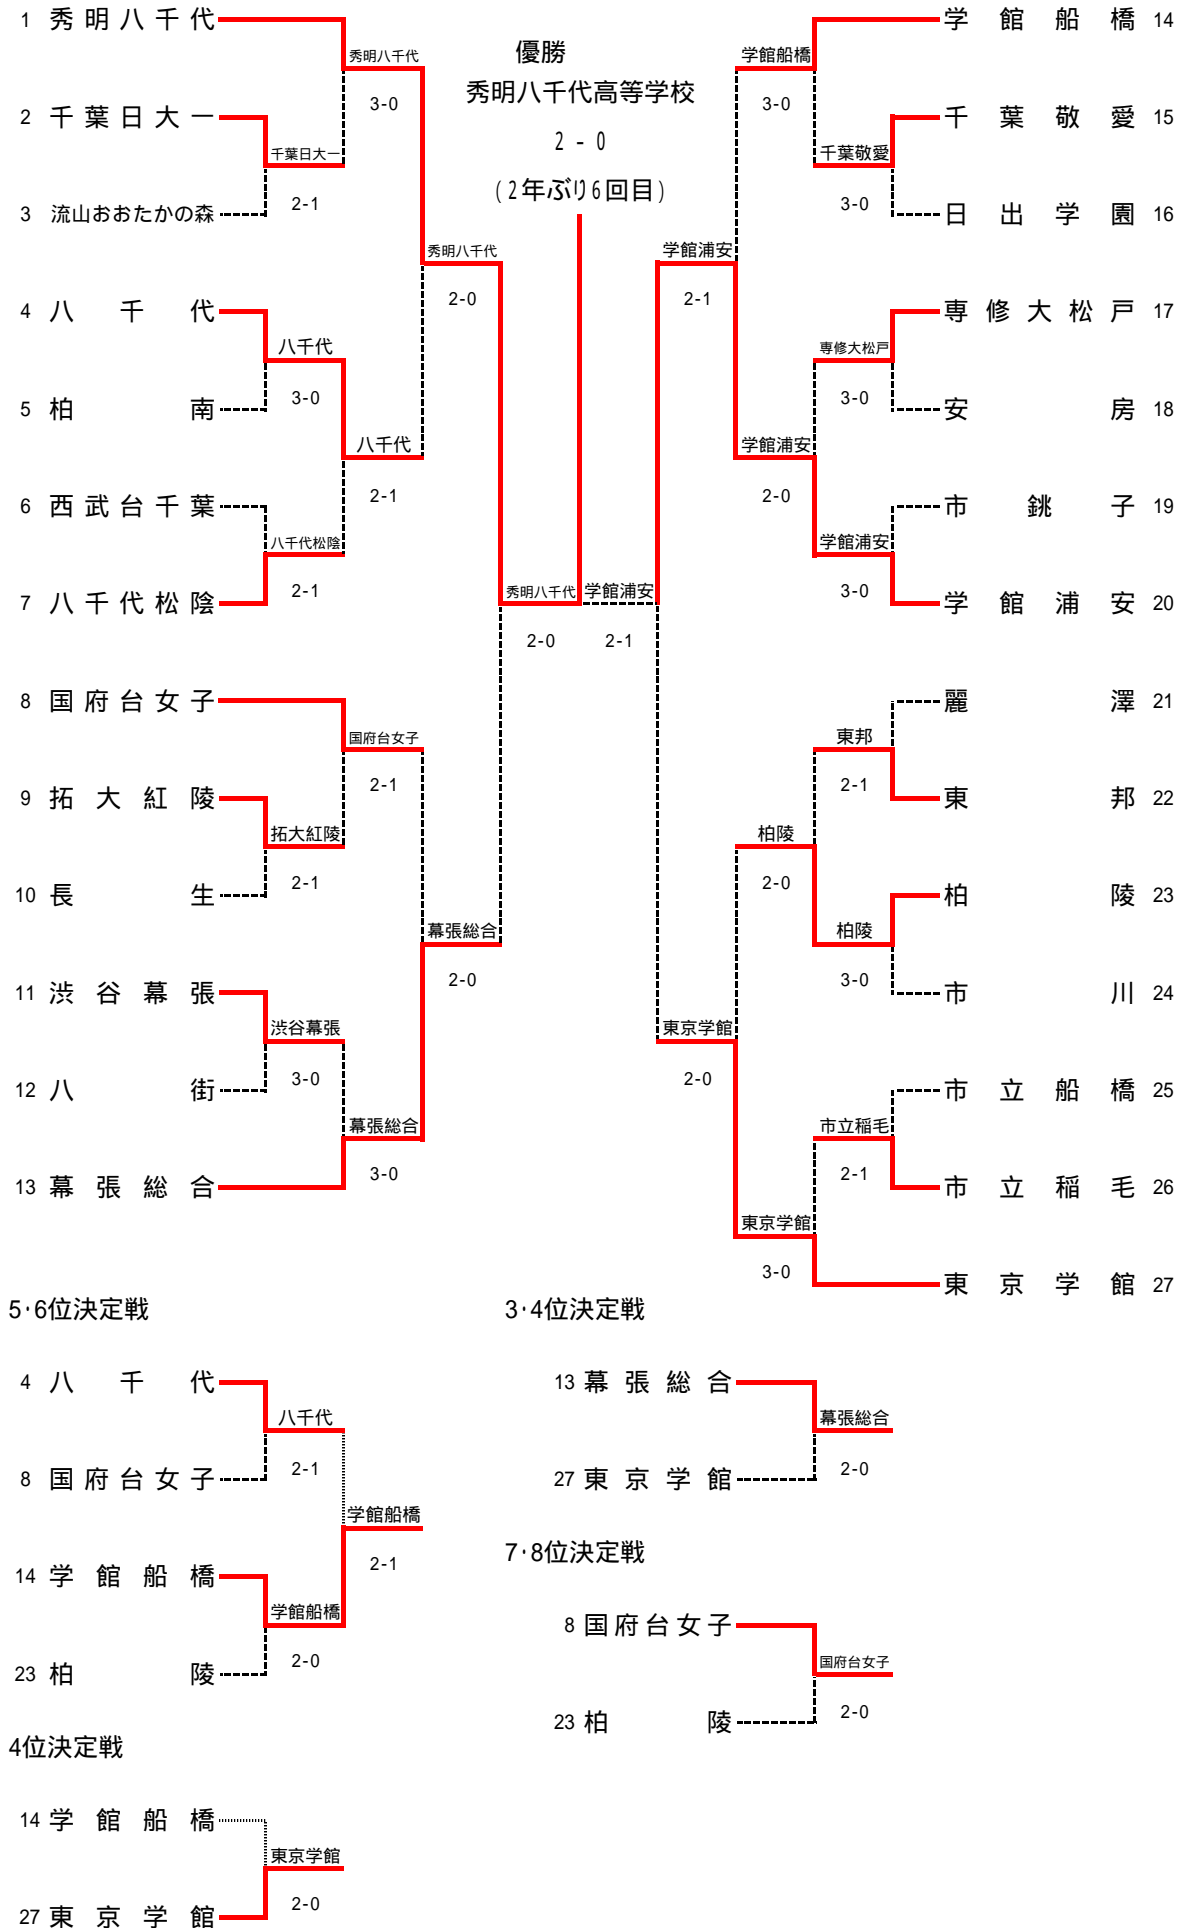 1 秀明八千代
2 千葉日大一
3 流山おおたかの森
4 八千代
5 柏南
6 西武台千葉
7 八千代松陰
8 国府台女子
9 拓大紅陵
10 長生
11 渋谷幕張
12 八街
13 幕張総合
千葉日大一
2-1
八千代
3-0
八千代松陰
2-1
拓大紅陵
2-1
渋谷幕張
3-0
秀明八千代
3-0
八千代
2-1
国府台女子
2-1
幕張総合
3-0
秀明八千代
2-0
幕張総合
2-0
秀明八千代
2-0
優勝
秀明八千代高等学校
2 - 0
(2年ぶり6回目)
学館浦安
2-1
学館浦安
2-1
東京学館
2-0
学館船橋
3-0
学館浦安
2-0
柏陵
2-0
東京学館
3-0
千葉敬愛
3-0
専修大松戸
3-0
学館浦安
3-0
東邦
2-1
柏陵
3-0
市立稲毛
2-1
学館船橋 14
千葉敬愛 15
日出学園 16
専修大松戸 17
安房 18
市銚子 19
学館浦安 20
麗澤 21
東邦 22
柏陵 23
市川 24
市立船橋 25
市立稲毛 26
東京学館 27
5・6位決定戦
4 八千代
8 国府台女子
14 学館船橋
23 柏陵
八千代
2-1
学館船橋
2-0
学館船橋
2-1
3・4位決定戦
13 幕張総合
27 東京学館
幕張総合
2-0
7・8位決定戦
8 国府台女子
23 柏陵
国府台女子
2-0
4位決定戦
14 学館船橋
27 東京学館
東京学館
2-0